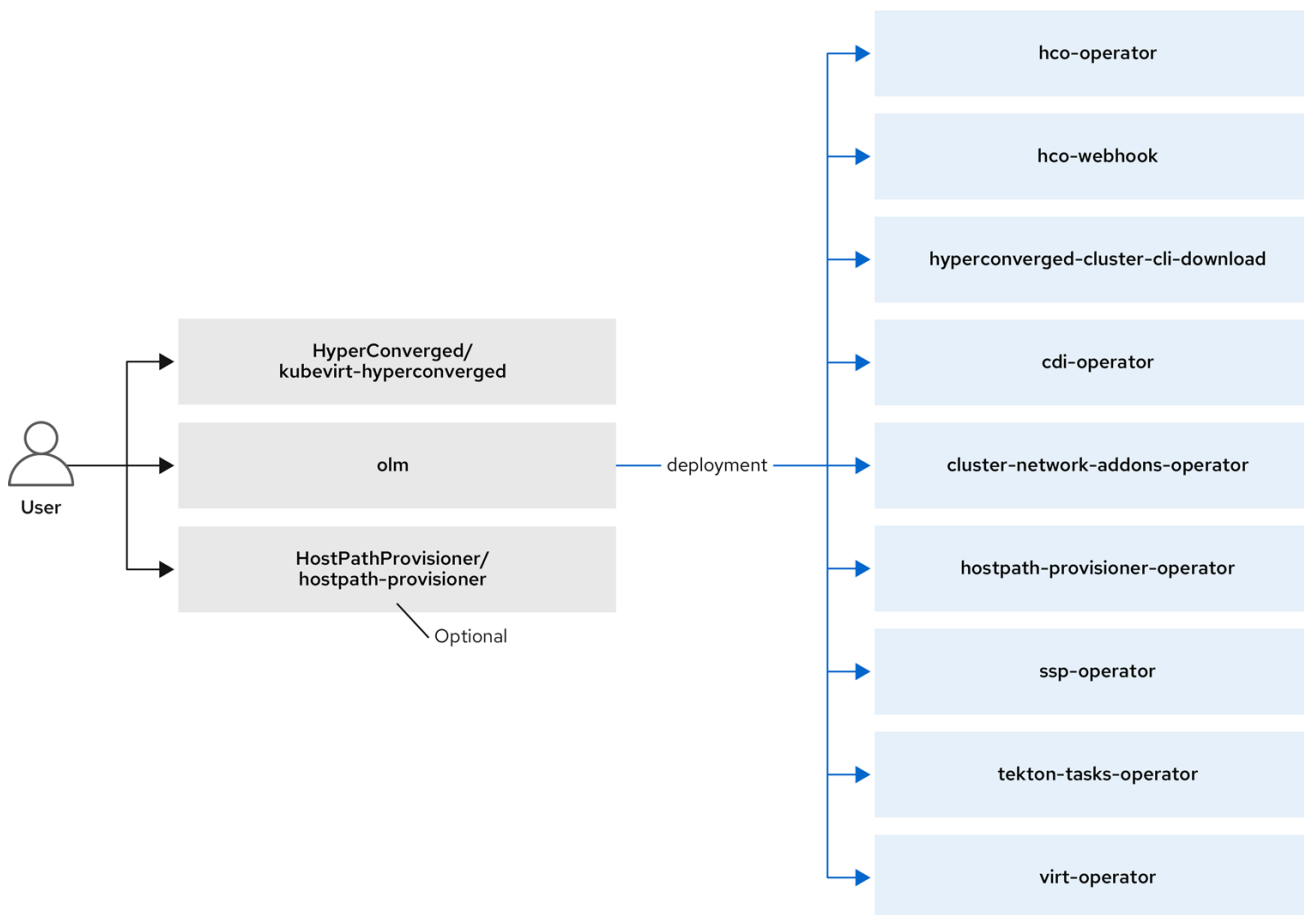 User
HyperConverged/
kubevirt-hyperconverged
olm
HostPathProvisioner/
hostpath-provisioner
Optional
deployment
hco-operator
hco-webhook
hyperconverged-cluster-cli-download
cdi-operator
cluster-network-addons-operator
hostpath-provisioner-operator
ssp-operator
tekton-tasks-operator
virt-operator